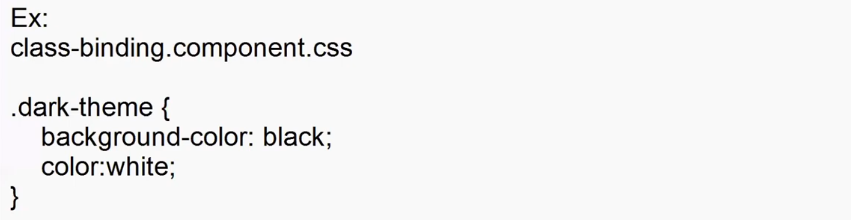 Ex:
class-binding.component.css
.dark-theme {
background-color: black;
color:white;
}